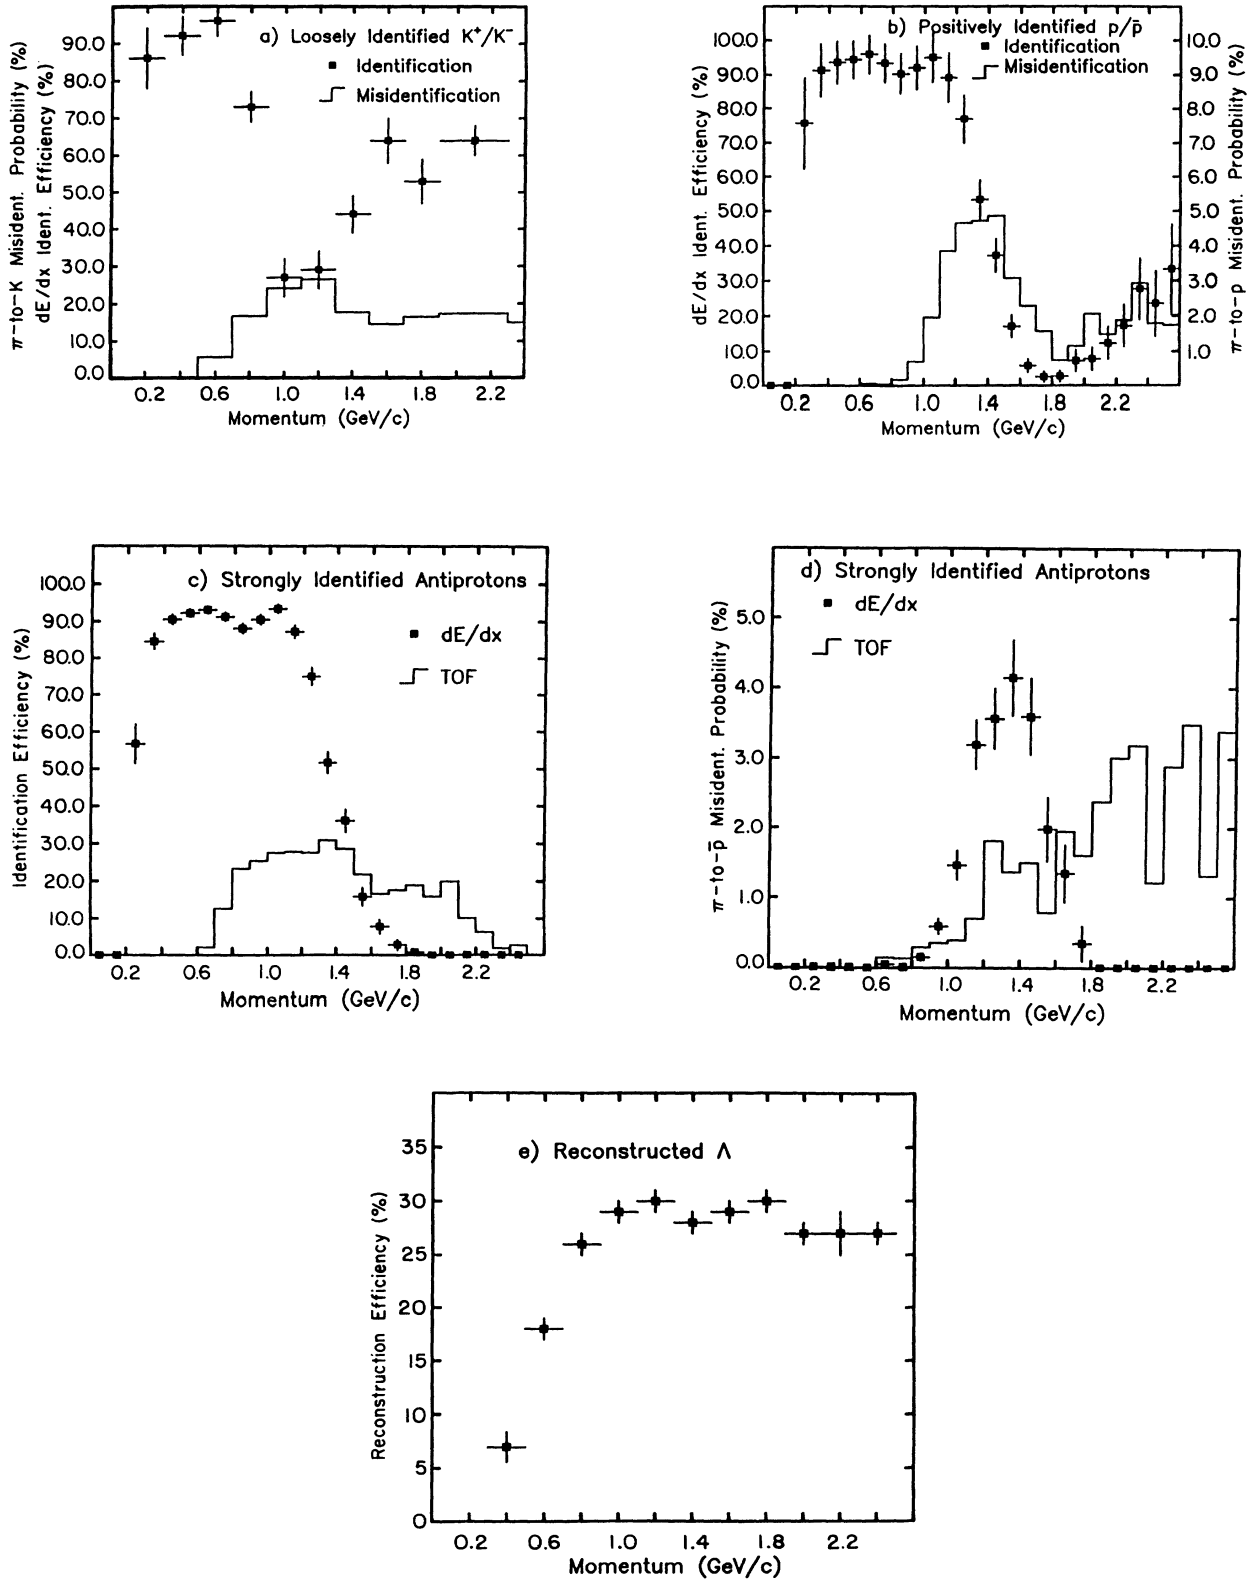 a) Loosely Identified K⁺/K⁻
Identification
Misidentification
π-to-K Misident. Probability (%)
dE/dx Ident. Efficiency (%)
90.0
70.0
60.0
50.0
30.0
20.0
10.0
0.0
0.2 0.6 1.0 1.4 1.8 2.2
Momentum (GeV/c)
b) Positively Identified p/p̄
Identification
Misidentification
dE/dx Ident. Efficiency (%)
100.0
90.0
80.0
70.0
60.0
50.0
40.0
30.0
20.0
10.0
0.0
10.0
9.0
8.0
7.0
6.0
5.0
4.0
3.0
2.0
1.0
π-to-p Misident. Probability (%)
0.2 0.6 1.0 1.4 1.8 2.2
Momentum (GeV/c)
c) Strongly Identified Antiprotons
dE/dx
TOF
Identification Efficiency (%)
100.0
90.0
80.0
70.0
60.0
50.0
40.0
30.0
20.0
10.0
0.0
0.2 0.6 1.0 1.4 1.8 2.2
Momentum (GeV/c)
d) Strongly Identified Antiprotons
dE/dx
TOF
π-to-p̄ Misident. Probability (%)
5.0
4.0
3.0
2.0
1.0
0.0
0.2 0.6 1.0 1.4 1.8 2.2
Momentum (GeV/c)
e) Reconstructed Λ
Reconstruction Efficiency (%)
35
30
25
20
15
10
5
0
0.2 0.6 1.0 1.4 1.8 2.2
Momentum (GeV/c)